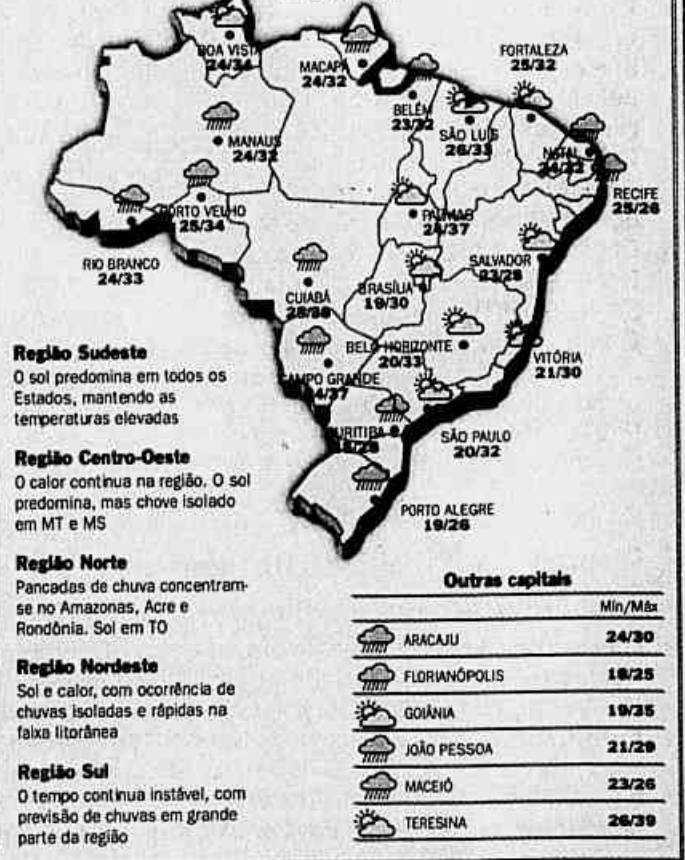 BOA VISTA
24/34
MACAPÁ
24/32
FORTALEZA
25/32
BELÉM
23/32
SÃO LUÍS
26/33
MANAUS
24/32
NATAL
RECIFE
25/26
PORTO VELHO
25/34
PALMAS
24/37
RIO BRANCO
24/33
SALVADOR
CUIABÁ
BRASÍLIA
19/30
BELO HORIZONTE
20/33
VITÓRIA
21/30
CAMPO GRANDE
CURITIBA
SÃO PAULO
20/32
PORTO ALEGRE
19/26
Região Sudeste
O sol predomina em todos os
Estados, mantendo as
temperaturas elevadas
Região Centro-Oeste
O calor continua na região. O sol
predomina, mas chove isolado
em MT e MS
Região Norte
Pancadas de chuva concentram-
se no Amazonas, Acre e
Rondônia. Sol em TO
Região Nordeste
Sol e calor, com ocorrência de
chuvas isoladas e rápidas na
faixa litorânea
Região Sul
O tempo continua instável, com
previsão de chuvas em grande
parte da região
Outras capitais
Mín/Máx
ARACAJU 24/30
FLORIANÓPOLIS 18/25
GOIÂNIA 19/35
JOÃO PESSOA 21/29
MACEIÓ 23/26
TERESINA 26/39